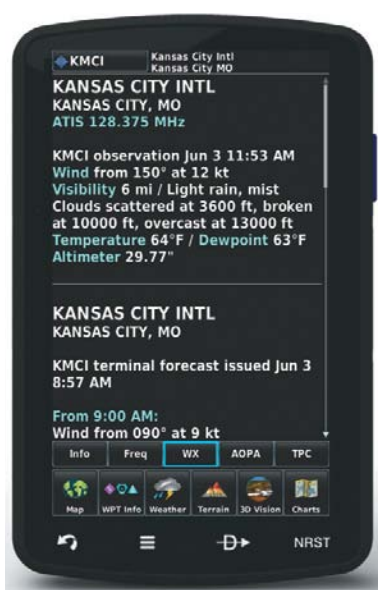 KMCI
Kansas City Intl
Kansas City MO
KANSAS CITY INTL
KANSAS CITY, MO
ATIS 128.375 MHz
KMCI observation Jun 3 11:53 AM
Wind from 150° at 12 kt
Visibility 6 mi / Light rain, mist
Clouds scattered at 3600 ft, broken
at 10000 ft, overcast at 13000 ft
Temperature 64°F / Dewpoint 63°F
Altimeter 29.77"
KANSAS CITY INTL
KANSAS CITY, MO
KMCI terminal forecast issued Jun 3
8:57 AM
From 9:00 AM:
Wind from 090° at 9 kt
Info Freq WX AOPA TPC
Map WPT Info Weather Terrain 3D Vision Charts
D NRST